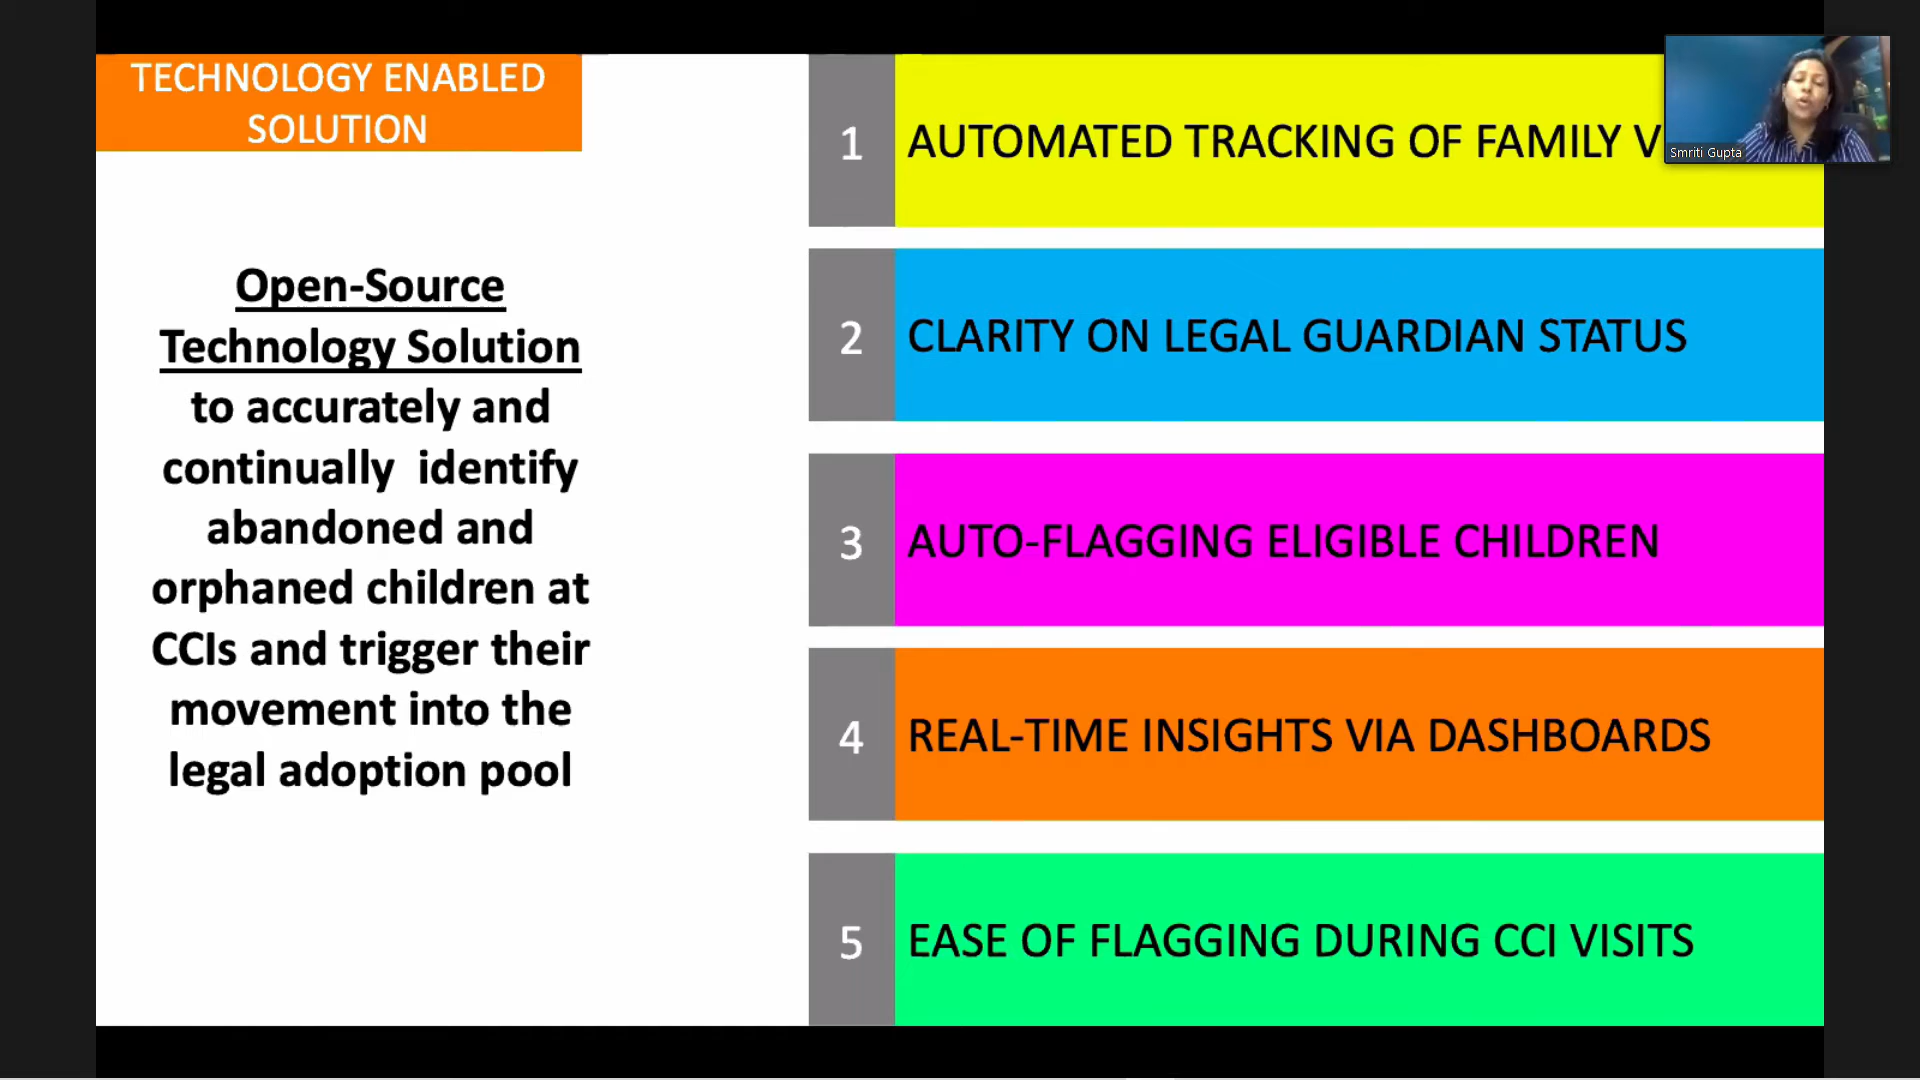 TECHNOLOGY ENABLED
SOLUTION
Open-Source
Technology Solution
to accurately and
continually identify
abandoned and
orphaned children at
CCIs and trigger their
movement into the
legal adoption pool
1 AUTOMATED TRACKING OF FAMILY V
2 CLARITY ON LEGAL GUARDIAN STATUS
3 AUTO-FLAGGING ELIGIBLE CHILDREN
4 REAL-TIME INSIGHTS VIA DASHBOARDS
5 EASE OF FLAGGING DURING CCI VISITS
Smriti Gupta